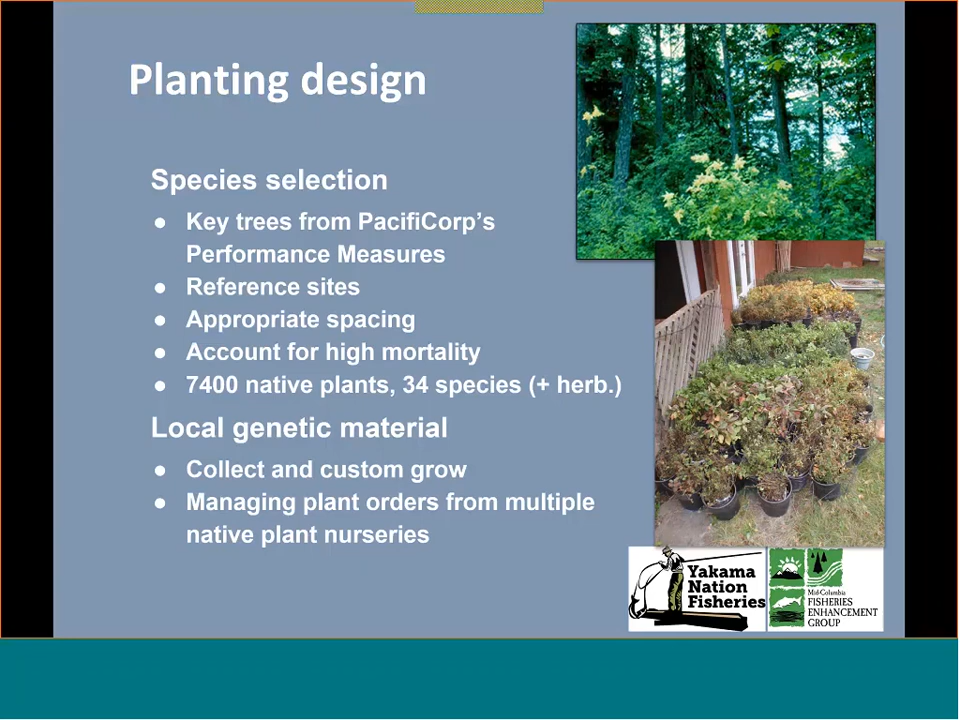 Planting design
Species selection
● Key trees from PacifiCorp's
Performance Measures
● Reference sites
● Appropriate spacing
● Account for high mortality
● 7400 native plants, 34 species (+ herb.)
Local genetic material
● Collect and custom grow
● Managing plant orders from multiple
native plant nurseries
Yakama
Nation
Fisheries
Mid-Columbia
FISHERIES
ENHANCEMENT
GROUP